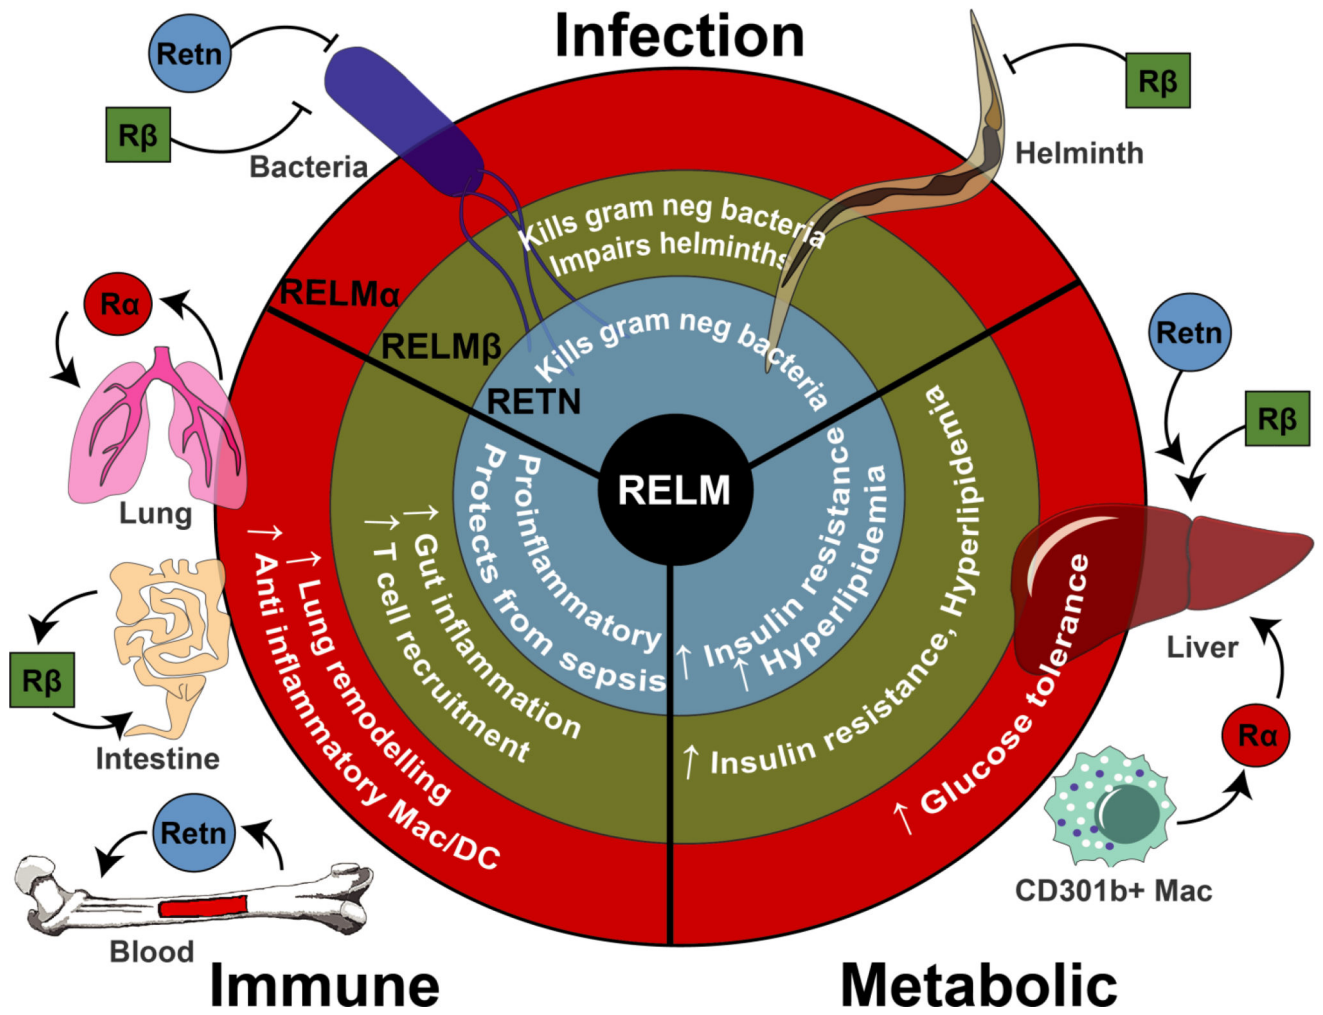 Infection
Retn
Rβ
Bacteria
Rβ
Helminth
Kills gram neg bacteria
Impairs helminths
RELMα
RELMβ
RETN
Kills gram neg bacteria
RELM
Rα
Lung
Rβ
Intestine
Retn
Blood
Proinflammatory
Protects from sepsis
↑ Gut inflammation
↑ T cell recruitment
↑ Lung remodelling
↑ Anti inflammatory Mac/DC
↑ Insulin resistance
↑ Hyperlipidemia
↑ Insulin resistance, Hyperlipidemia
↑ Glucose tolerance
Retn
Rβ
Liver
Rα
CD301b+ Mac
Immune
Metabolic